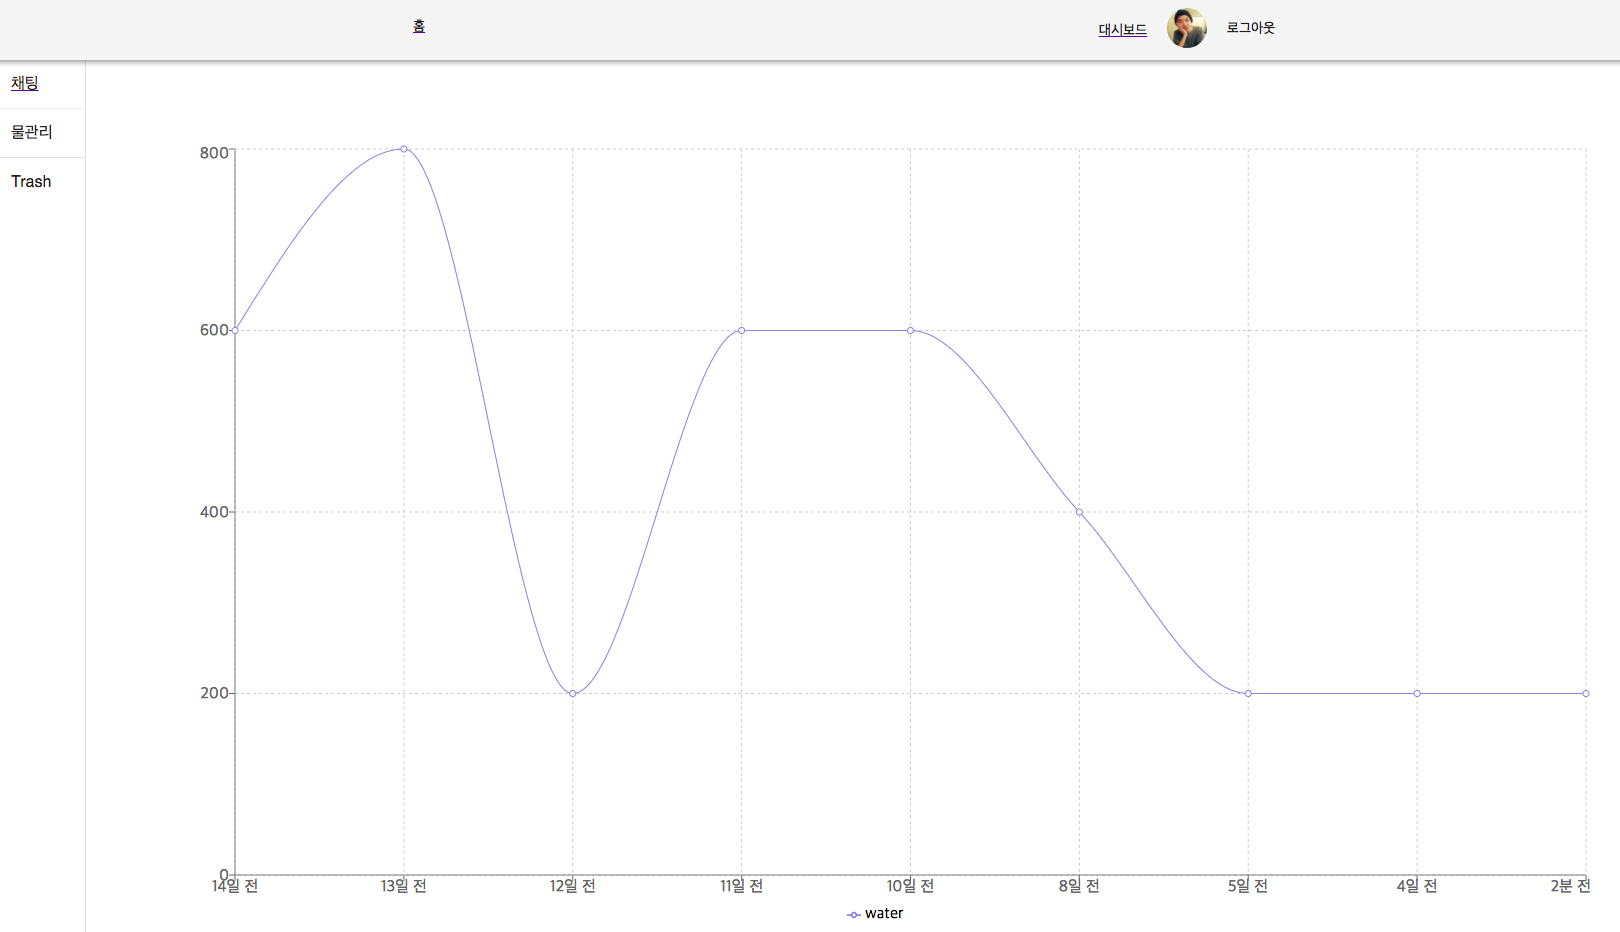 홈
대시보드 로그아웃
채팅
물관리
Trash
800
600
400
200
0
14일 전 13일 전 12일 전 11일 전 10일 전 8일 전 5일 전 4일 전 2분 전
water